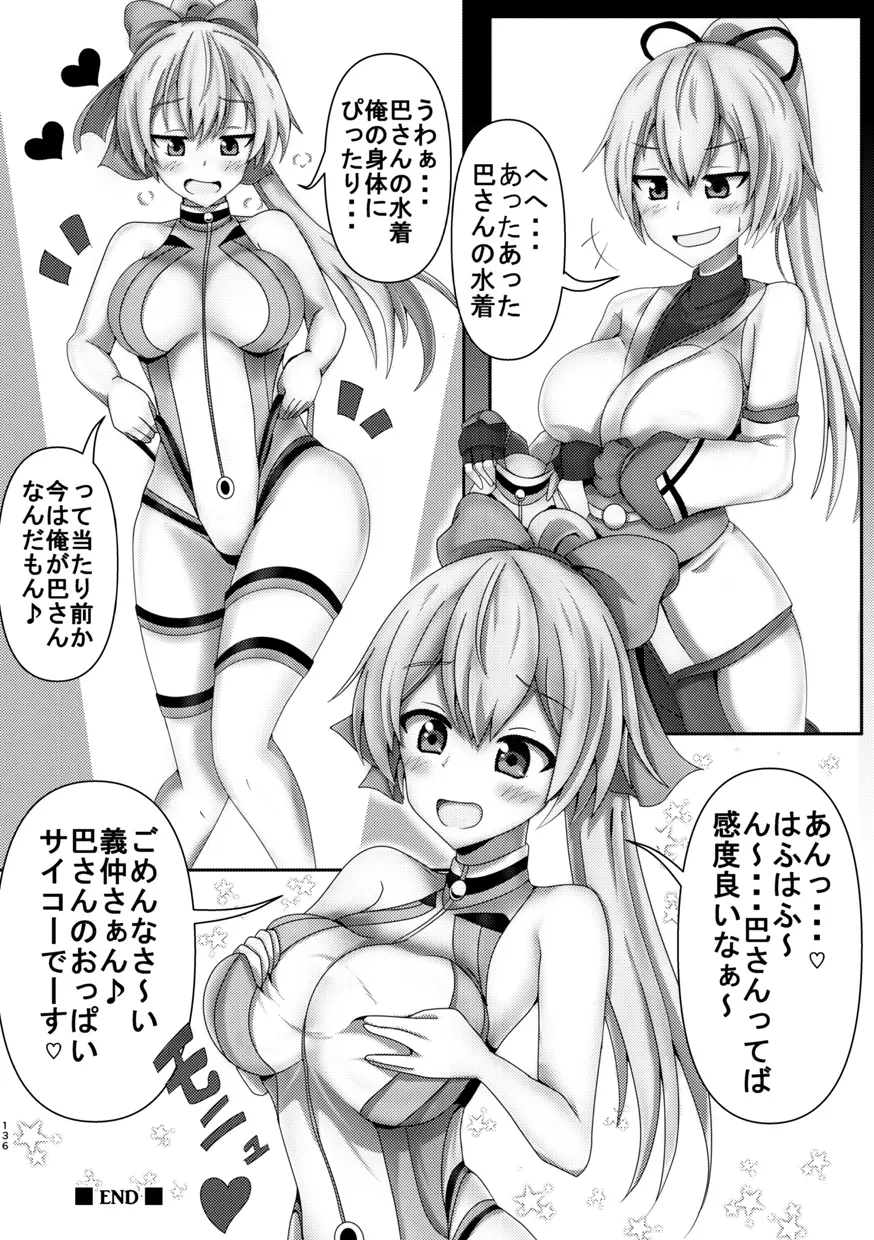 へへ・・・
あったあった
巴さんの水着
うわぁ・・・
巴さんの水着
俺の身体に
ぴったり・・・
って当たり前か
今は俺が巴さん
なんだもん♪
あんっ・・・♡
はふはふ～
ん～・・・巴さんってば
感度良いなぁ～
ごめんなさ～い
義仲さぁん♪
巴さんのおっぱい
サイコーでーす♡
モニュ
136
■ END ■